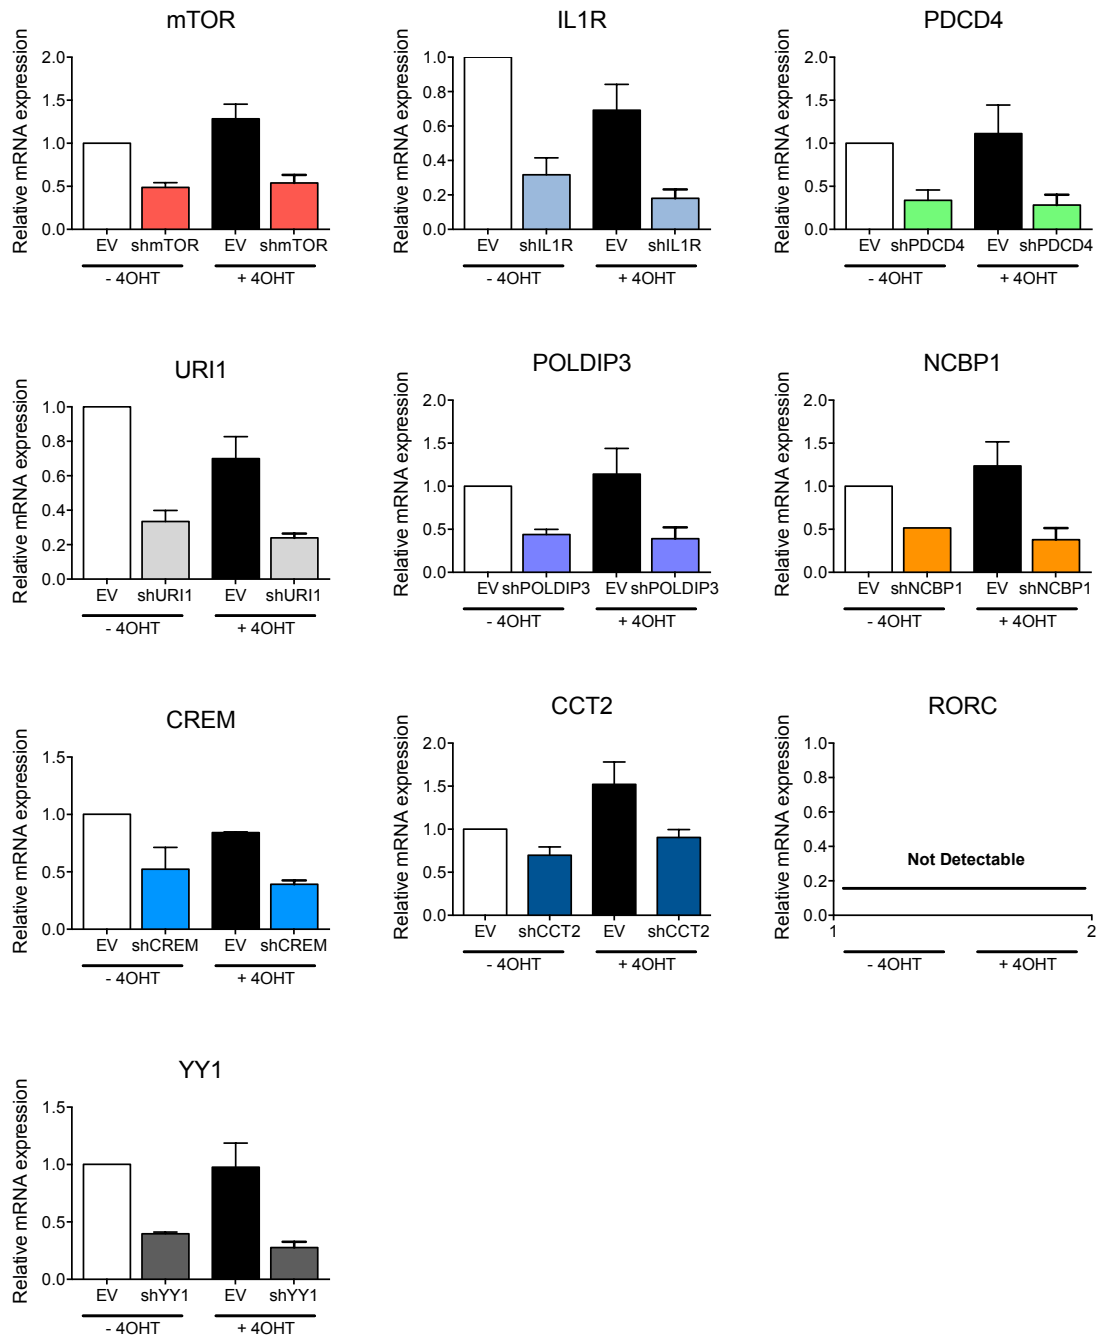 mTOR
Relative mRNA expression
2.0
1.5
1.0
0.5
0.0
EV shmTOR EV shmTOR
- 4OHT + 4OHT
IL1R
Relative mRNA expression
1.0
0.8
0.6
0.4
0.2
0.0
EV shIL1R EV shIL1R
- 4OHT + 4OHT
PDCD4
Relative mRNA expression
2.0
1.5
1.0
0.5
0.0
EV shPDCD4 EV shPDCD4
- 4OHT + 4OHT
URI1
Relative mRNA expression
1.0
0.8
0.6
0.4
0.2
0.0
EV shURI1 EV shURI1
- 4OHT + 4OHT
POLDIP3
Relative mRNA expression
2.0
1.5
1.0
0.5
0.0
EV shPOLDIP3 EV shPOLDIP3
- 4OHT + 4OHT
NCBP1
Relative mRNA expression
2.0
1.5
1.0
0.5
0.0
EV shNCBP1 EV shNCBP1
- 4OHT + 4OHT
CREM
Relative mRNA expression
1.5
1.0
0.5
0.0
EV shCREM EV shCREM
- 4OHT + 4OHT
CCT2
Relative mRNA expression
2.0
1.5
1.0
0.5
0.0
EV shCCT2 EV shCCT2
- 4OHT + 4OHT
RORC
Relative mRNA expression
1.0
0.8
0.6
0.4
0.2
0.0
Not Detectable
1 2
- 4OHT + 4OHT
YY1
Relative mRNA expression
1.5
1.0
0.5
0.0
EV shYY1 EV shYY1
- 4OHT + 4OHT